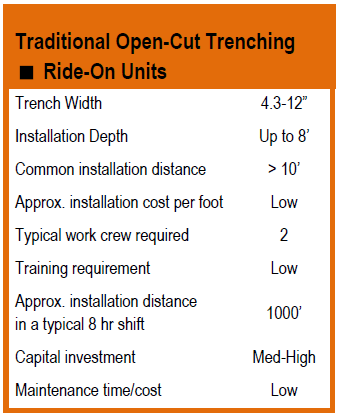 Traditional Open-Cut Trenching
■ Ride-On Units
Trench Width 4.3-12”
Installation Depth Up to 8’
Common installation distance > 10’
Approx. installation cost per foot Low
Typical work crew required 2
Training requirement Low
Approx. installation distance
in a typical 8 hr shift 1000’
Capital investment Med-High
Maintenance time/cost Low